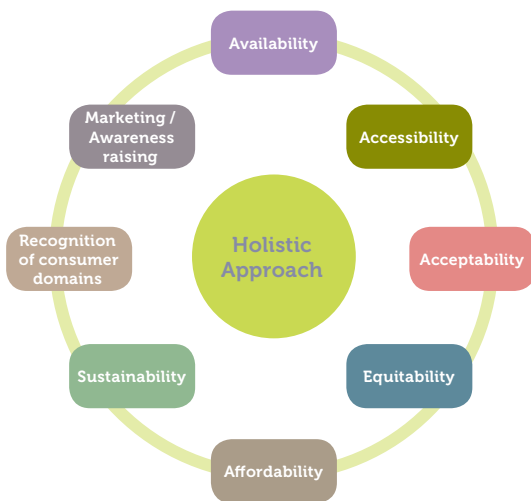 Availability
Marketing /
Awareness
raising
Accessibility
Recognition
of consumer
domains
Holistic
Approach
Acceptability
Sustainability
Equitability
Affordability